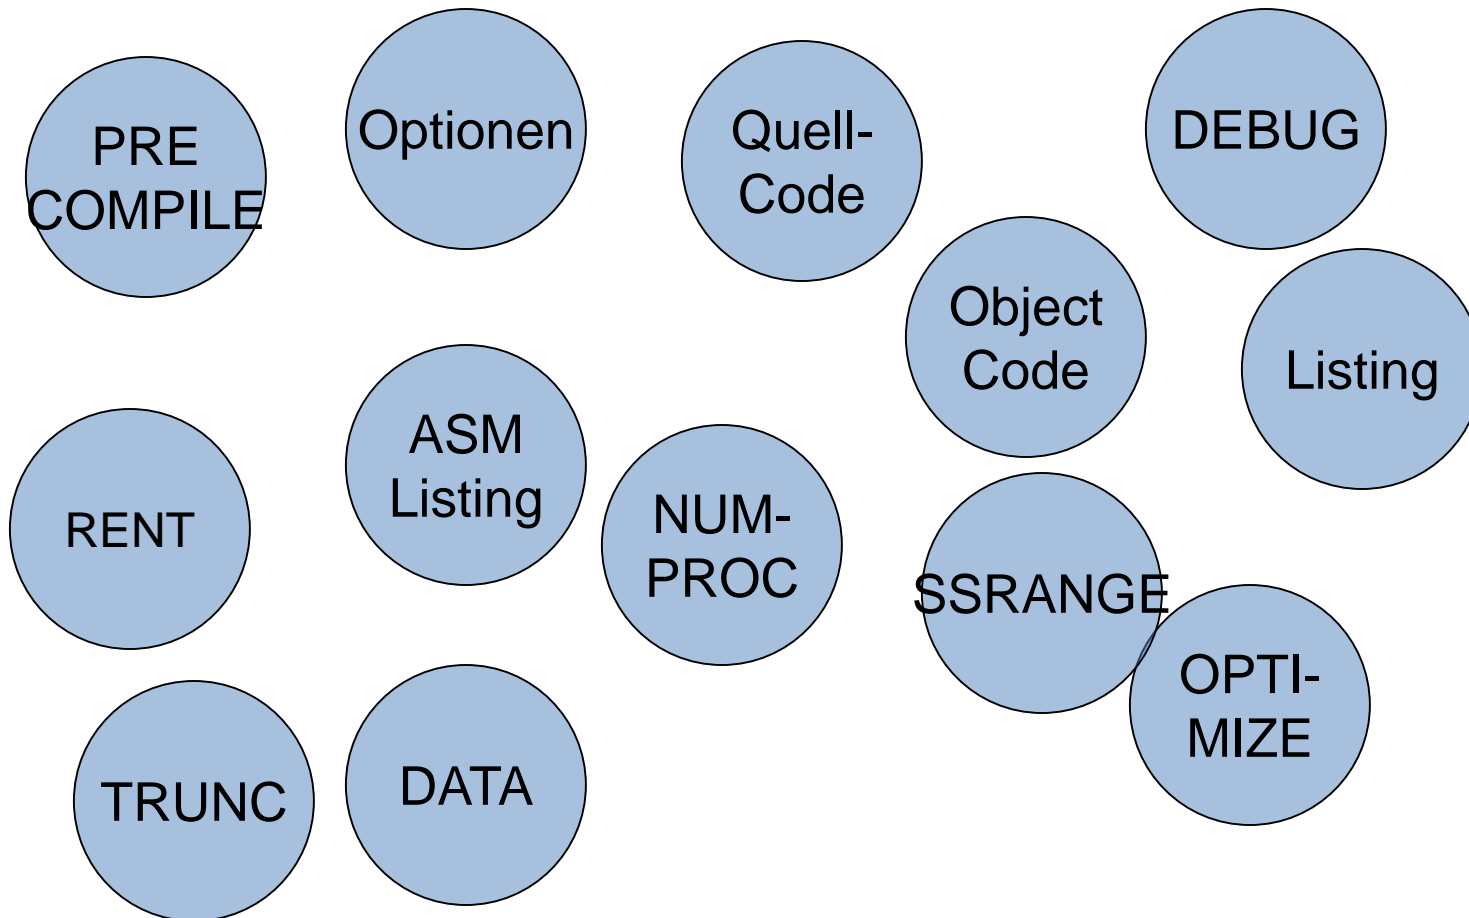 PRE
COMPILE
Optionen
Quell-
Code
DEBUG
Object
Code
Listing
ASM
Listing
RENT
NUM-
PROC
SSRANGE
OPTI-
MIZE
TRUNC
DATA